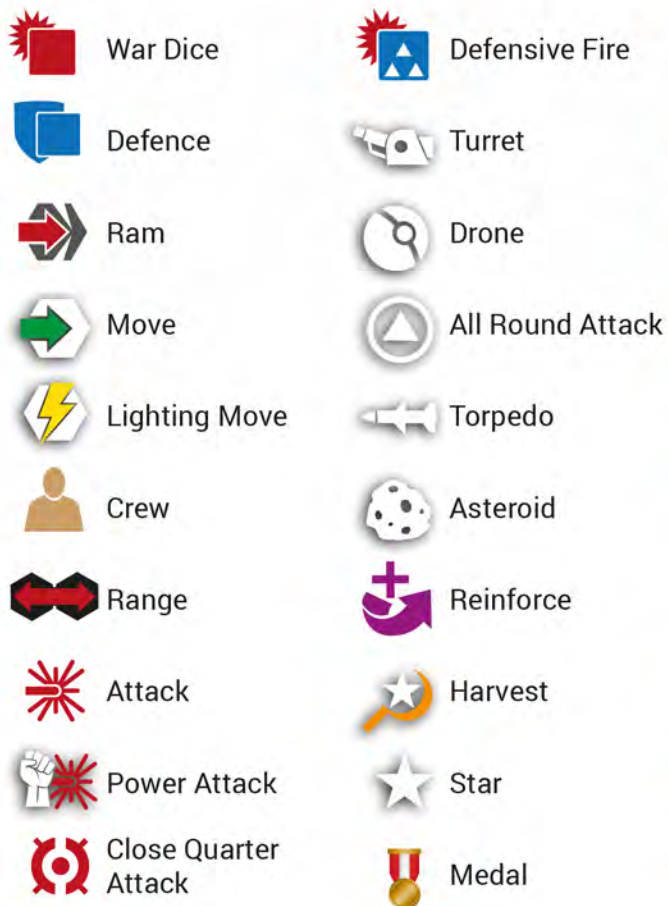 War Dice
Defence
Ram
Move
Lighting Move
Crew
Range
Attack
Power Attack
Close Quarter
Attack
Defensive Fire
Turret
Drone
All Round Attack
Torpedo
Asteroid
Reinforce
Harvest
Star
Medal